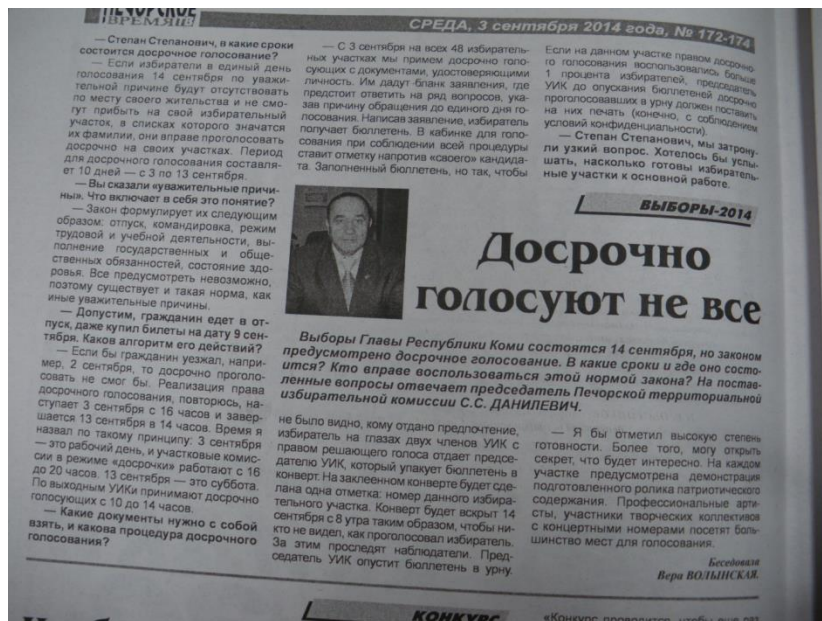 ПЕЧОРСКОЕ
ВРЕМЯ
СРЕДА, 3 сентября 2014 года, № 172-174
— Степан Степанович, в какие сроки
состоится досрочное голосование?
— Если избиратели в единый день
голосования 14 сентября по уважи-
тельной причине будут отсутствовать
по месту своего жительства и не смо-
гут прибыть на свой избирательный
участок, в списках которого значатся
их фамилии, они вправе проголосовать
досрочно на своих участках. Период
для досрочного голосования составля-
ет 10 дней — с 3 по 13 сентября.
— Вы сказали «уважительные причи-
ны». Что включает в себя это понятие?
— Закон формулирует их следующим
образом: отпуск, командировка, режим
трудовой и учебной деятельности, вы-
полнение государственных и обще-
ственных обязанностей, состояние здо-
ровья. Все предусмотреть невозможно,
поэтому существует и такая норма, как
иные уважительные причины.
— Допустим, гражданин едет в от-
пуск, даже купил билеты на дату 9 сен-
тября. Каков алгоритм его действий?
— Если бы гражданин уезжал, напри-
мер, 2 сентября, то досрочно проголо-
совать не смог бы. Реализация права
досрочного голосования, повторюсь, на-
ступает 3 сентября с 16 часов и завер-
шается 13 сентября в 14 часов. Время я
назвал по такому принципу: 3 сентября
— это рабочий день, и участковые комис-
сии в режиме «досрочки» работают с 16
до 20 часов. 13 сентября — это суббота.
По выходным УИКи принимают досрочно
голосующих с 10 до 14 часов.
— Какие документы нужно с собой
взять, и какова процедура досрочного
голосования?
— С 3 сентября на всех 48 избиратель-
ных участках мы примем досрочно голо-
сующих с документами, удостоверяющими
личность. Им дадут бланк заявления, где
предстоит ответить на ряд вопросов, ука-
зав причину обращения до единого дня го-
лосования. Написав заявление, избиратель
получает бюллетень. В кабинке для голо-
сования при соблюдении всей процедуры
ставит отметку напротив «своего» кандида-
та. Заполненный бюллетень, но так, чтобы
Если на данном участке правом досрочно-
го голосования воспользовались больше
1 процента избирателей, председатель
УИК до опускания бюллетеней досрочно
проголосовавших в урну должен поставить
на них печать (конечно, с соблюдением
условий конфиденциальности).
— Степан Степанович, мы затрону-
ли узкий вопрос. Хотелось бы услы-
шать, насколько готовы избиратель-
ные участки к основной работе.
ВЫБОРЫ-2014
Досрочно
голосуют не все
Выборы Главы Республики Коми состоятся 14 сентября, но законом
предусмотрено досрочное голосование. В какие сроки и где оно состо-
ится? Кто вправе воспользоваться этой нормой закона? На постав-
ленные вопросы отвечает председатель Печорской территориальной
избирательной комиссии С.С. ДАНИЛЕВИЧ.
не было видно, кому отдано предпочтение,
избиратель на глазах двух членов УИК с
правом решающего голоса отдает предсе-
дателю УИК, который упакует бюллетень в
конверт. На заклеенном конверте будет сде-
лана одна отметка: номер данного избира-
тельного участка. Конверт будет вскрыт 14
сентября с 8 утра таким образом, чтобы ни-
кто не видел, как проголосовал избиратель.
За этим проследят наблюдатели. Пред-
седатель УИК опустит бюллетень в урну.
— Я бы отметил высокую степень
готовности. Более того, могу открыть
секрет, что будет интересно. На каждом
участке предусмотрена демонстрация
подготовленного ролика патриотического
содержания. Профессиональные арти-
сты, участники творческих коллективов
с концертными номерами посетят боль-
шинство мест для голосования.
Беседовала
Вера ВОЛЫНСКАЯ.
КОНКУРС